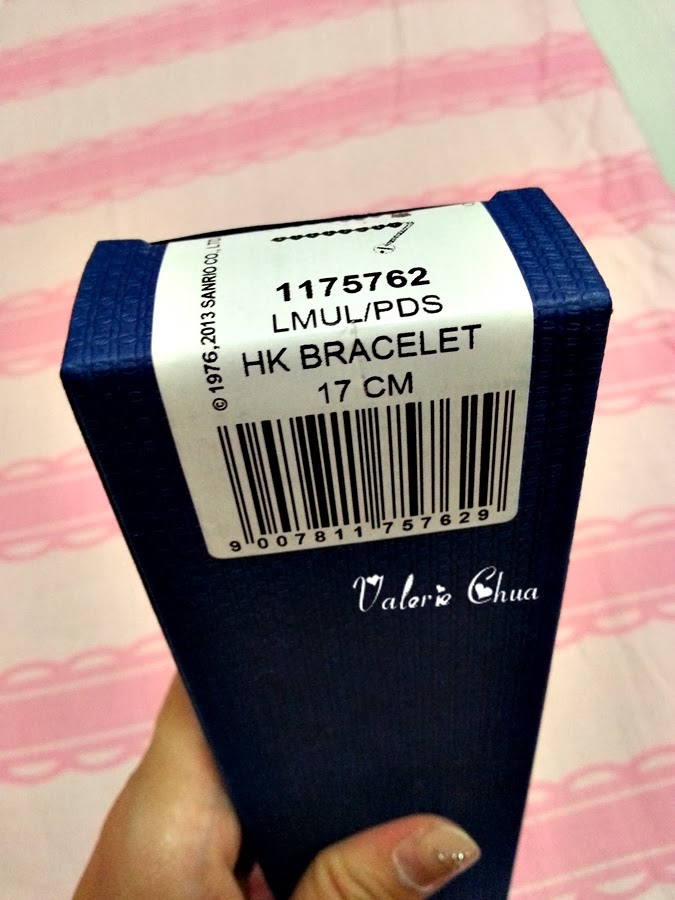 1175762
LMUL/PDS
HK BRACELET
17 CM
© 1976,2013 SANRIO CO., LTD
9 007811 757629
Valerie Chua